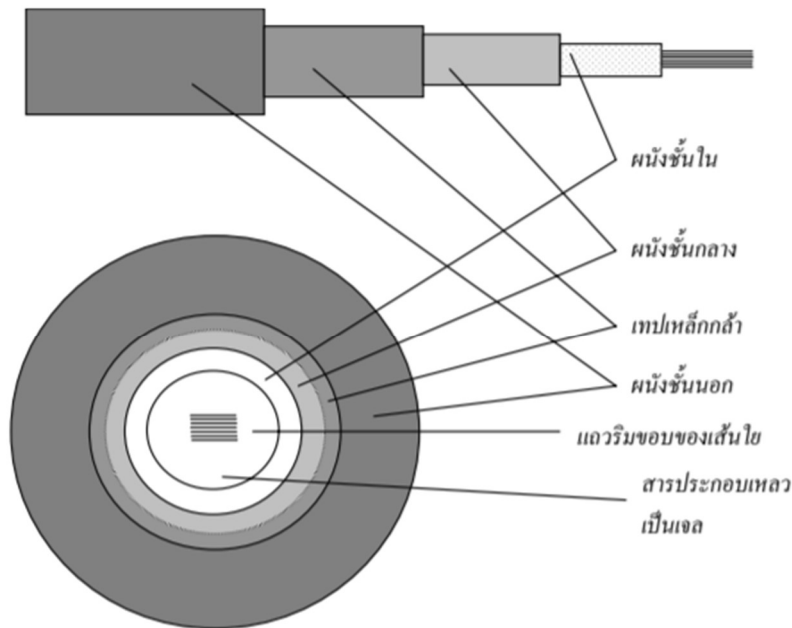 ผนังชั้นใน
ผนังชั้นกลาง
เทปเหล็กกล้า
ผนังชั้นนอก
แถวริมขอบของเส้นใย
สารประกอบเหลว
เป็นเจล